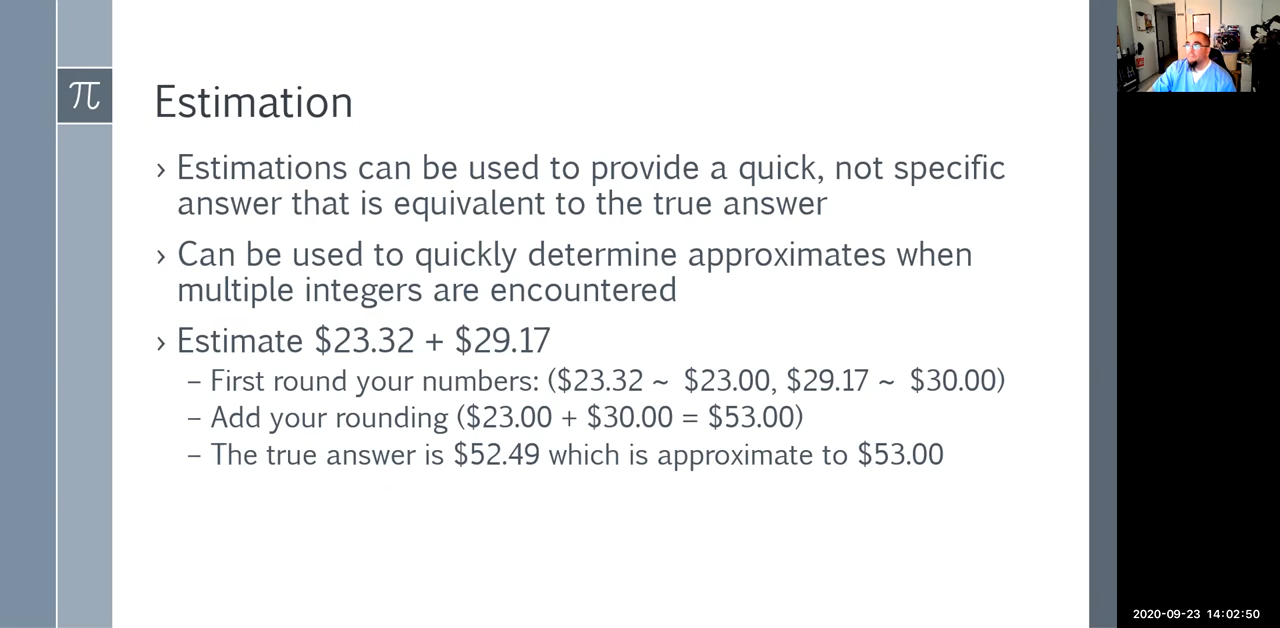 π
Estimation
› Estimations can be used to provide a quick, not specific
answer that is equivalent to the true answer
› Can be used to quickly determine approximates when
multiple integers are encountered
› Estimate $23.32 + $29.17
– First round your numbers: ($23.32 ~ $23.00, $29.17 ~ $30.00)
– Add your rounding ($23.00 + $30.00 = $53.00)
– The true answer is $52.49 which is approximate to $53.00
2020-09-23 14:02:50